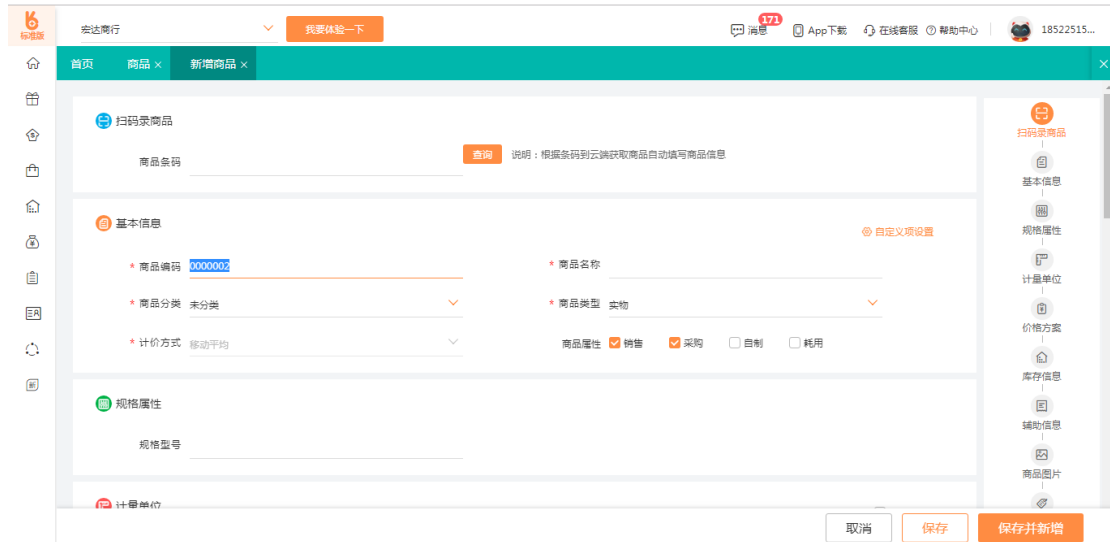 标准版
宏达商行
我要体验一下
消息
171
App下载
在线客服
帮助中心
18522515...
首页
商品 ×
新增商品 ×
扫码录商品
商品条码
查询
说明：根据条码到云端获取商品自动填写商品信息
基本信息
自定义项设置
* 商品编码 0000002
* 商品名称
* 商品分类 未分类
* 商品类型 实物
* 计价方式 移动平均
商品属性 销售 采购 自制 耗用
规格属性
规格型号
计量单位
扫码录商品
基本信息
规格属性
计量单位
价格方案
库存信息
辅助信息
商品图片
取消
保存
保存并新增